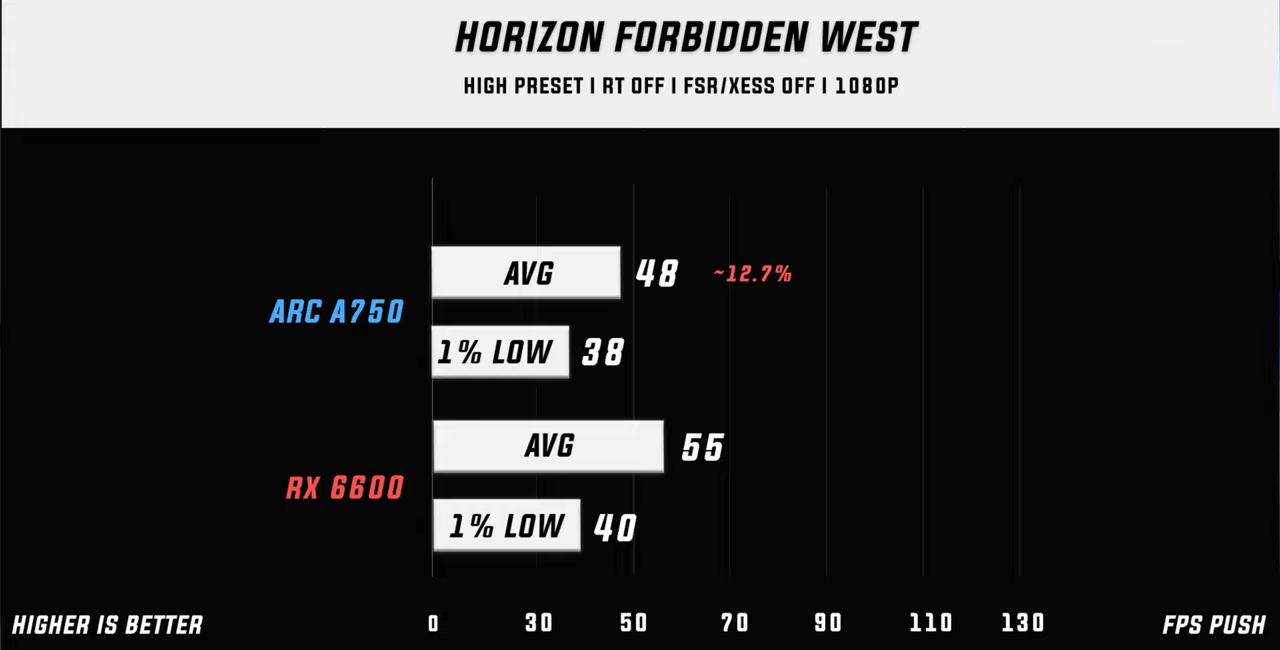 HORIZON FORBIDDEN WEST
HIGH PRESET | RT OFF | FSR/XESS OFF | 1080P
ARC A750
AVG 48 ~12.7%
1% LOW 38
RX 6600
AVG 55
1% LOW 40
HIGHER IS BETTER 0 30 50 70 90 110 130 FPS PUSH